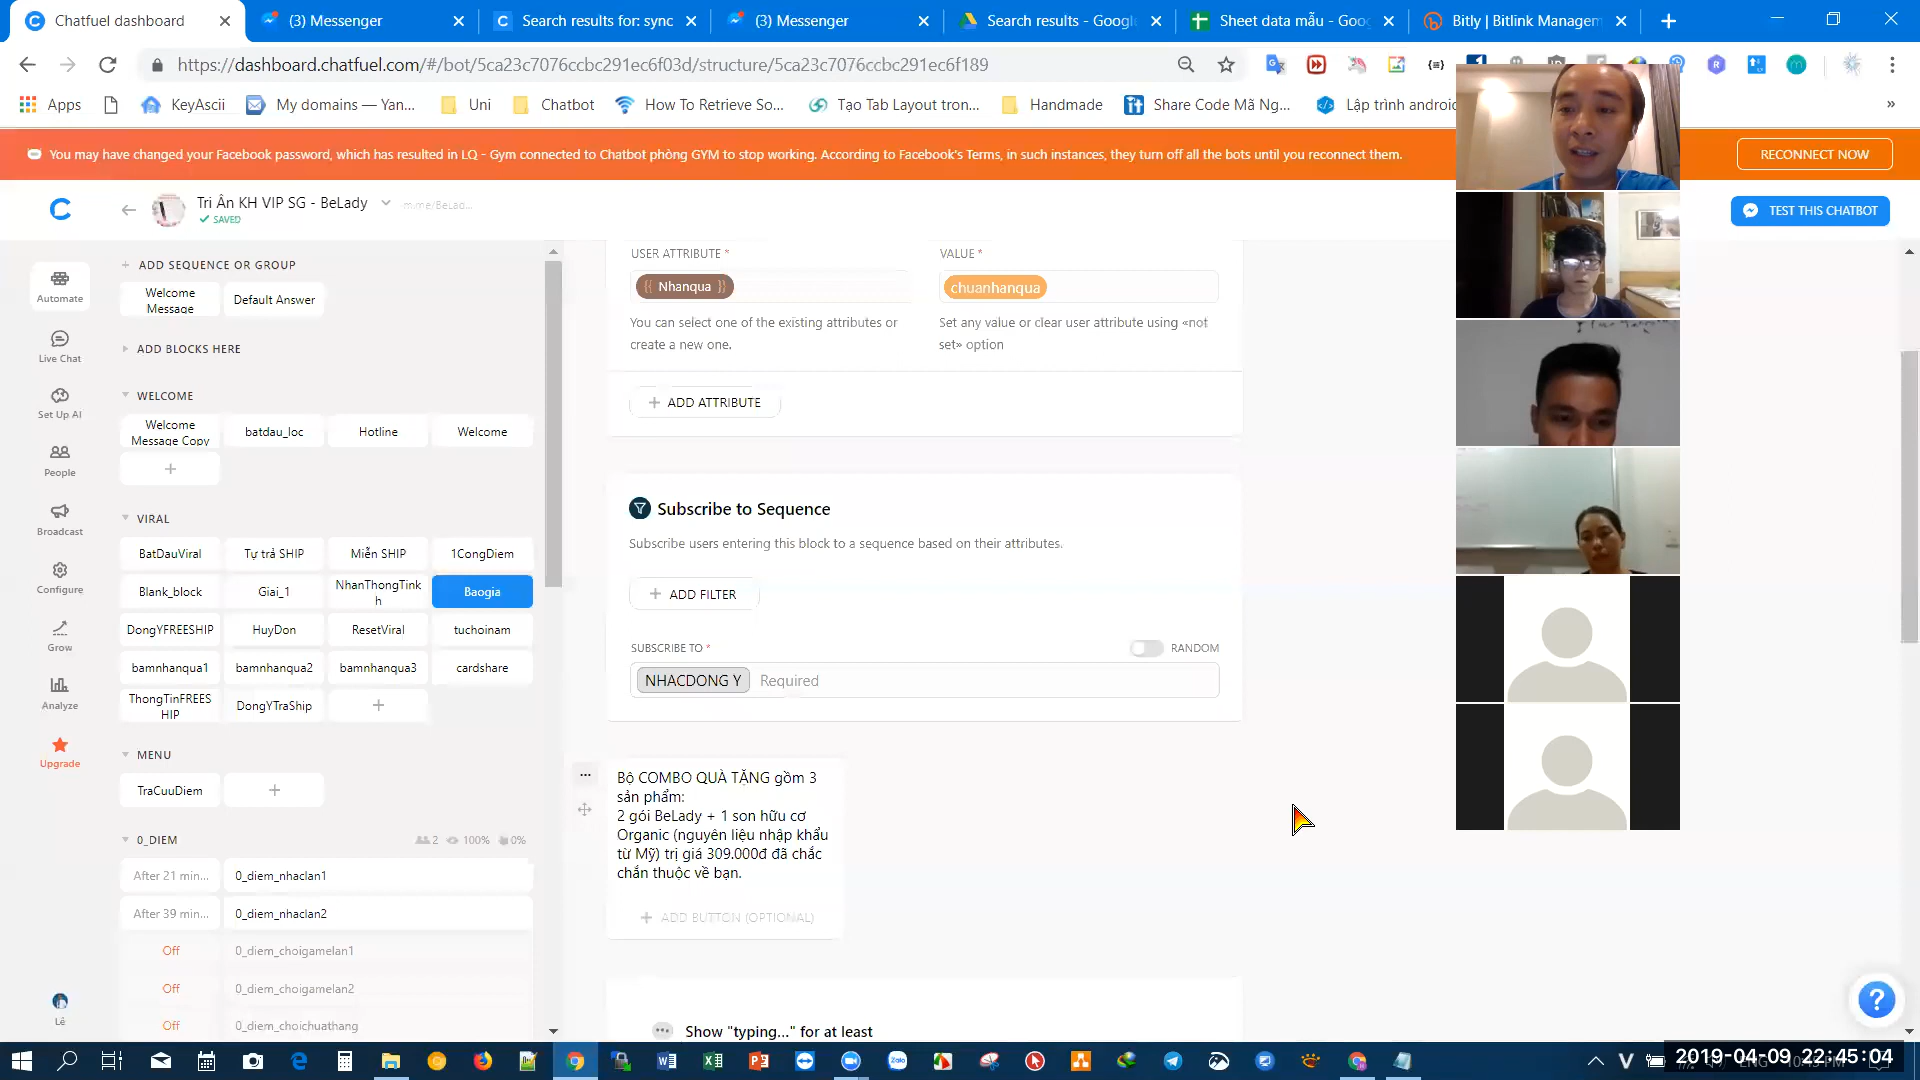 Chatfuel dashboard
(3) Messenger
Search results for: sync
(3) Messenger
Search results - Google
Sheet data mẫu - Goo
Bitly | Bitlink Managem
https://dashboard.chatfuel.com/#/bot/5ca23c7076ccbc291ec6f03d/structure/5ca23c7076ccbc291ec6f189
Apps
KeyAscii
My domains — Yan...
Uni
Chatbot
How To Retrieve So...
Tạo Tab Layout tron...
Handmade
Share Code Mã Ng...
Lập trình android
You may have changed your Facebook password, which has resulted in LQ - Gym connected to Chatbot phòng GYM to stop working. According to Facebook's Terms, in such instances, they turn off all the bots until you reconnect them.
RECONNECT NOW
Tri Ân KH VIP SG - BeLady
m.me/BeLad...
SAVED
TEST THIS CHATBOT
Automate
Live Chat
Set Up AI
People
Broadcast
Configure
Grow
Analyze
Upgrade
Lê
ADD SEQUENCE OR GROUP
Welcome Message
Default Answer
ADD BLOCKS HERE
WELCOME
Welcome Message Copy
batdau_loc
Hotline
Welcome
VIRAL
BatDauViral
Tự trả SHIP
Miễn SHIP
1CongDiem
Blank_block
Giai_1
NhanThongTinkh
Baogia
DongYFREESHIP
HuyDon
ResetViral
tuchoinam
bamnhanqua1
bamnhanqua2
bamnhanqua3
cardshare
ThongTinFREESHIP
DongYTraShip
MENU
TraCuuDiem
0_DIEM
2
100%
0%
After 21 min...
0_diem_nhaclan1
After 39 min...
0_diem_nhaclan2
Off
0_diem_choigamelan1
Off
0_diem_choigamelan2
Off
0_diem_choichuathang
USER ATTRIBUTE *
VALUE *
{{ Nhanqua }}
chuanhanqua
You can select one of the existing attributes or
create a new one.
Set any value or clear user attribute using «not
set» option
ADD ATTRIBUTE
Subscribe to Sequence
Subscribe users entering this block to a sequence based on their attributes.
ADD FILTER
SUBSCRIBE TO *
RANDOM
NHACDONG Y
Required
Bộ COMBO QUÀ TẶNG gồm 3
sản phẩm:
2 gói BeLady + 1 son hữu cơ
Organic (nguyên liệu nhập khẩu
từ Mỹ) trị giá 309.000đ đã chắc
chắn thuộc về bạn.
ADD BUTTON (OPTIONAL)
Show "typing..." for at least
2019-04-09 22:45:04